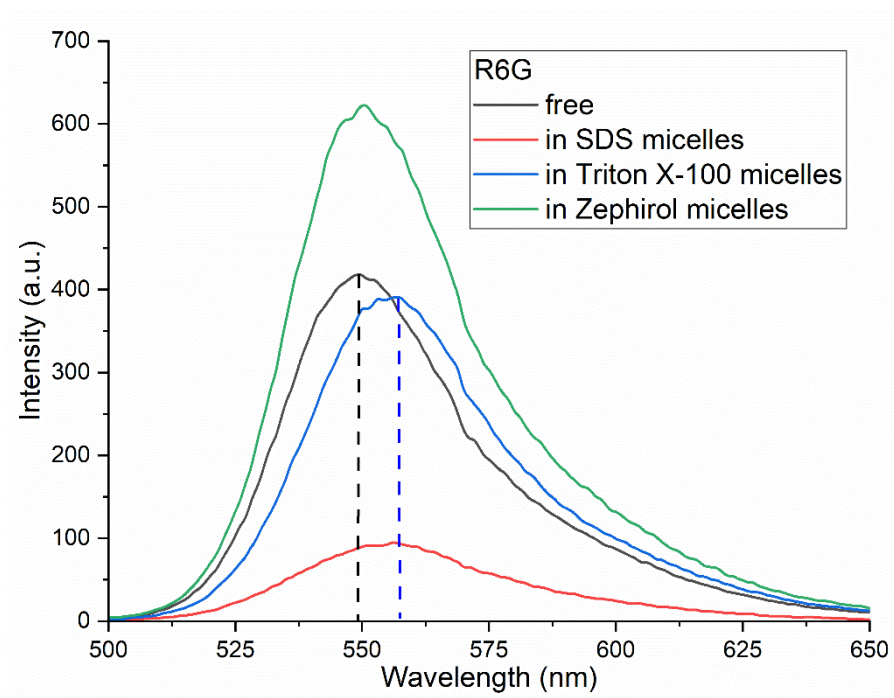 700
600
500
400
300
200
100
0
Intensity (a.u.)
R6G
free
in SDS micelles
in Triton X-100 micelles
in Zephirol micelles
500 525 550 575 600 625 650
Wavelength (nm)